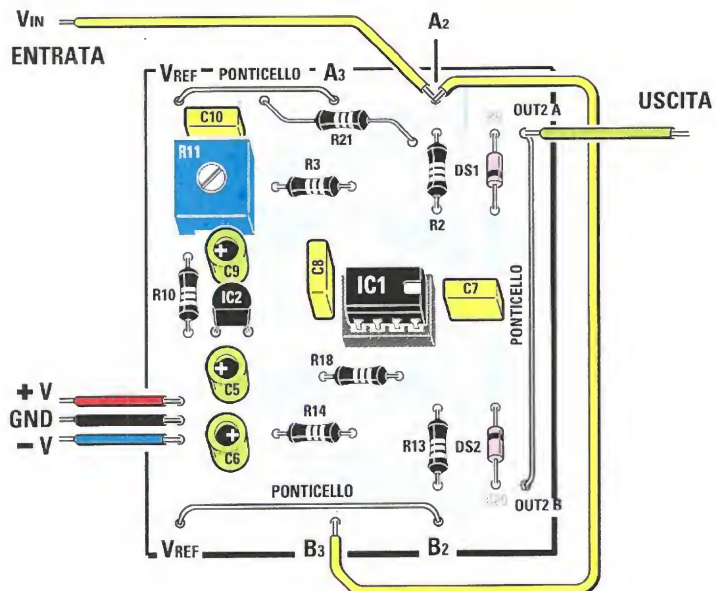 VIN
ENTRATA
A2
VREF PONTICELLO A3
OUT2 A
USCITA
C10
R11
R21
R3
DS1
R2
C9
C8
IC1
C7
R10
IC2
PONTICELLO
R18
+ V
GND
- V
C5
C6
R14
R13
DS2
PONTICELLO
OUT2 B
VREF
B3
B2